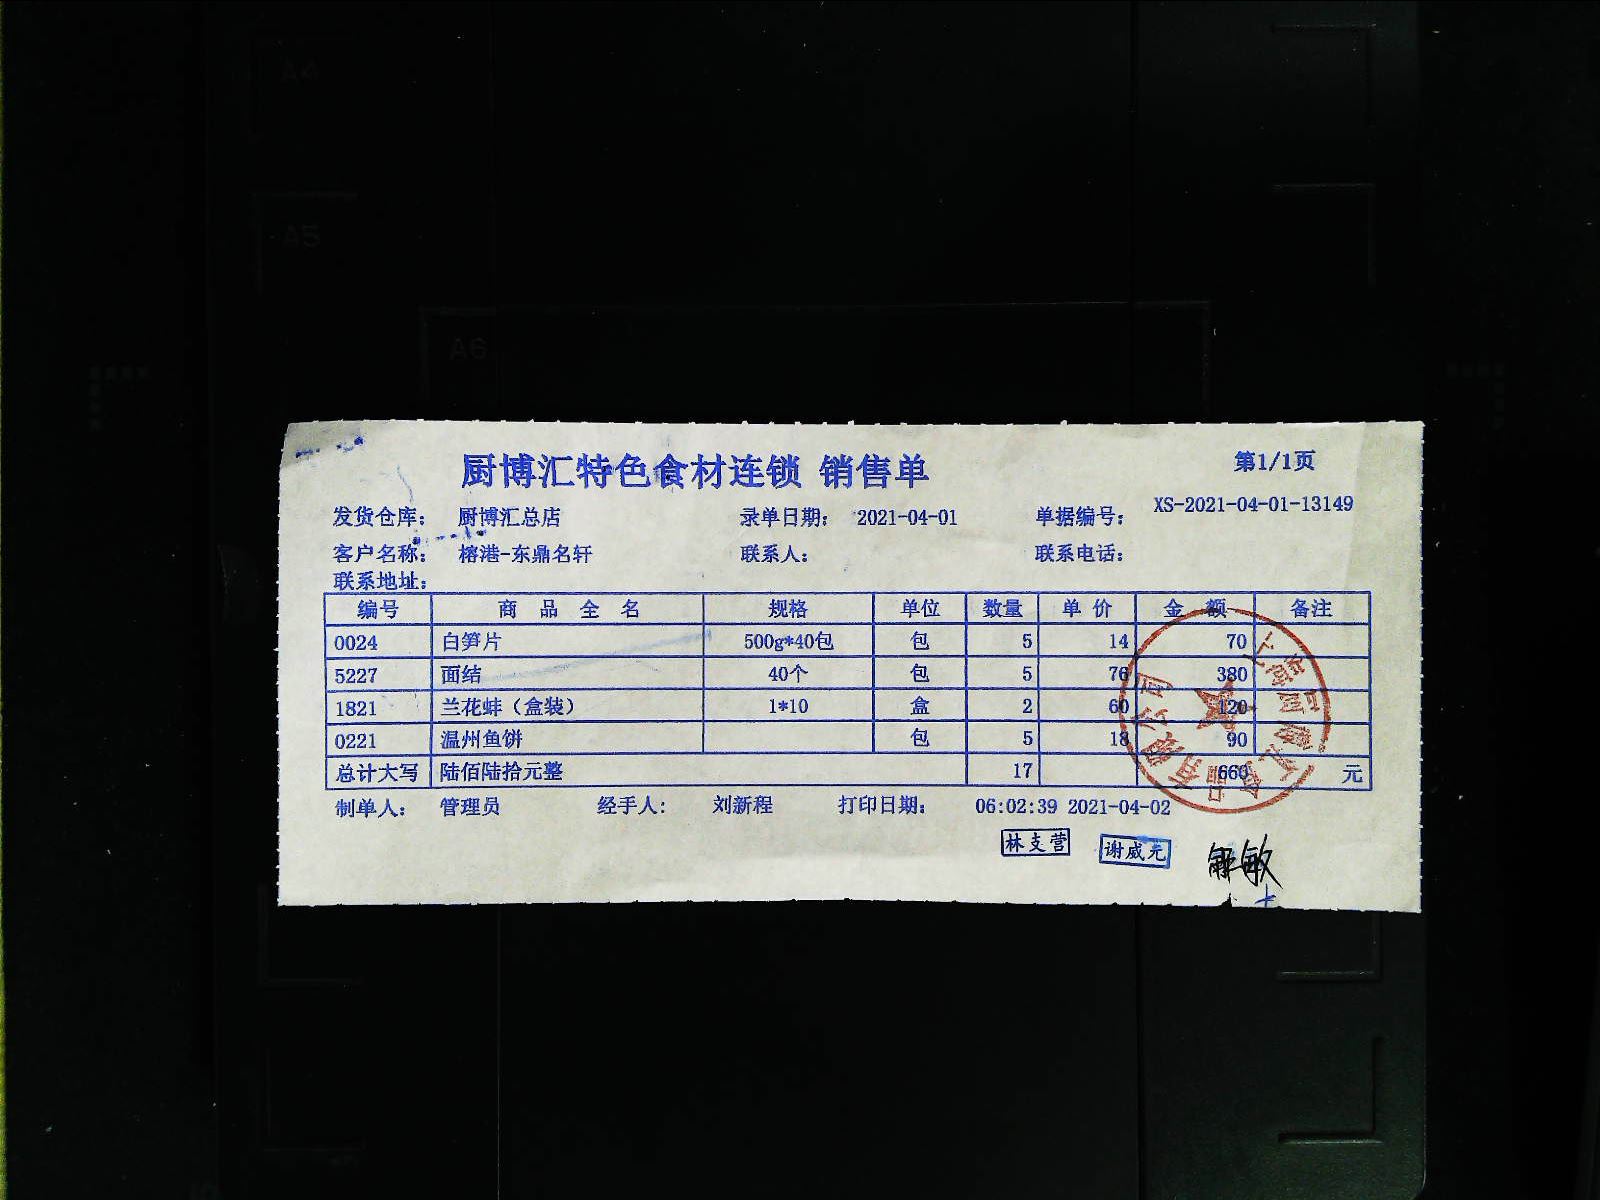 A4
A5
A6
厨博汇特色食材连锁 销售单
第1/1页
发货仓库： 厨博汇总店 录单日期： 2021-04-01 单据编号： XS-2021-04-01-13149
客户名称： 榕港-东鼎名轩 联系人： 联系电话：
联系地址：
编号 商 品 全 名 规格 单位 数量 单 价 金 额 备注
0024 白笋片 500g*40包 包 5 14 70
5227 面结 40个 包 5 76 380
1821 兰花蚌（盒装） 1*10 盒 2 60 120
0221 温州鱼饼 包 5 18 90
总计大写 陆佰陆拾元整 17 660 元
制单人： 管理员 经手人： 刘新程 打印日期： 06:02:39 2021-04-02
林支营 谢威元 敏